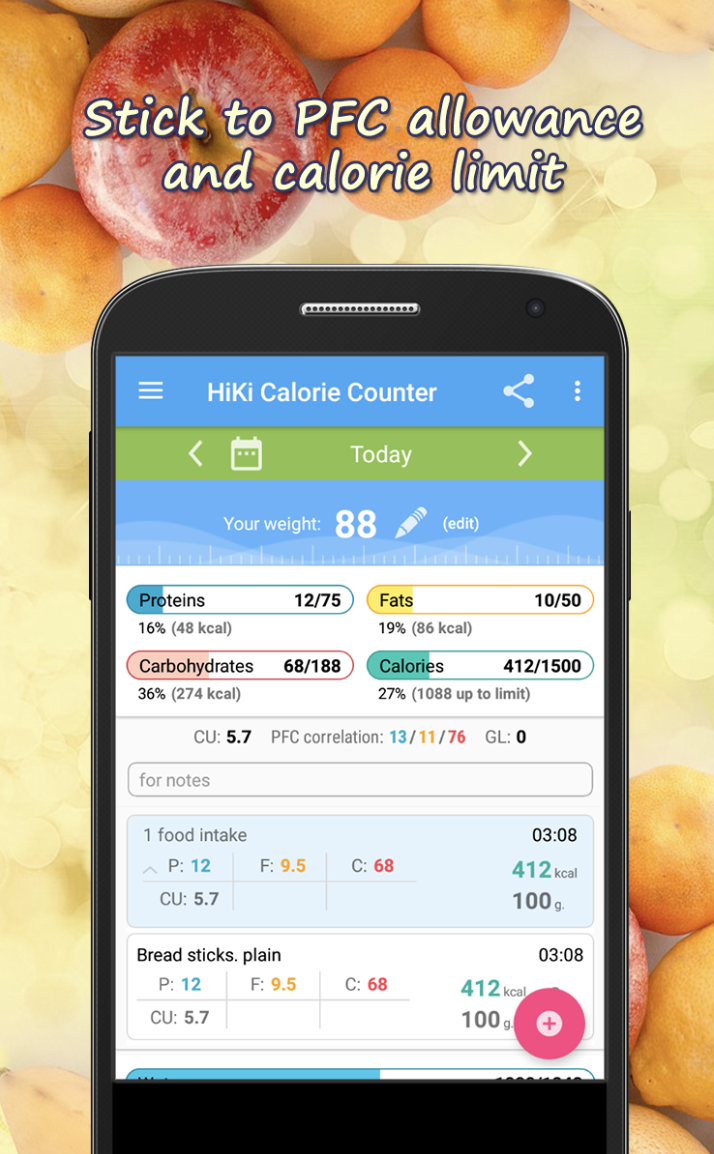 Stick to PFC allowance
and calorie limit
HiKi Calorie Counter
Today
Your weight: 88 (edit)
Proteins 12/75
Fats 10/50
16% (48 kcal)
19% (86 kcal)
Carbohydrates 68/188
Calories 412/1500
36% (274 kcal)
27% (1088 up to limit)
CU: 5.7 PFC correlation: 13/11/76 GL: 0
for notes
1 food intake 03:08
P: 12 F: 9.5 C: 68 412 kcal
CU: 5.7 100 g.
Bread sticks. plain 03:08
P: 12 F: 9.5 C: 68 412 kcal
CU: 5.7 100 g.